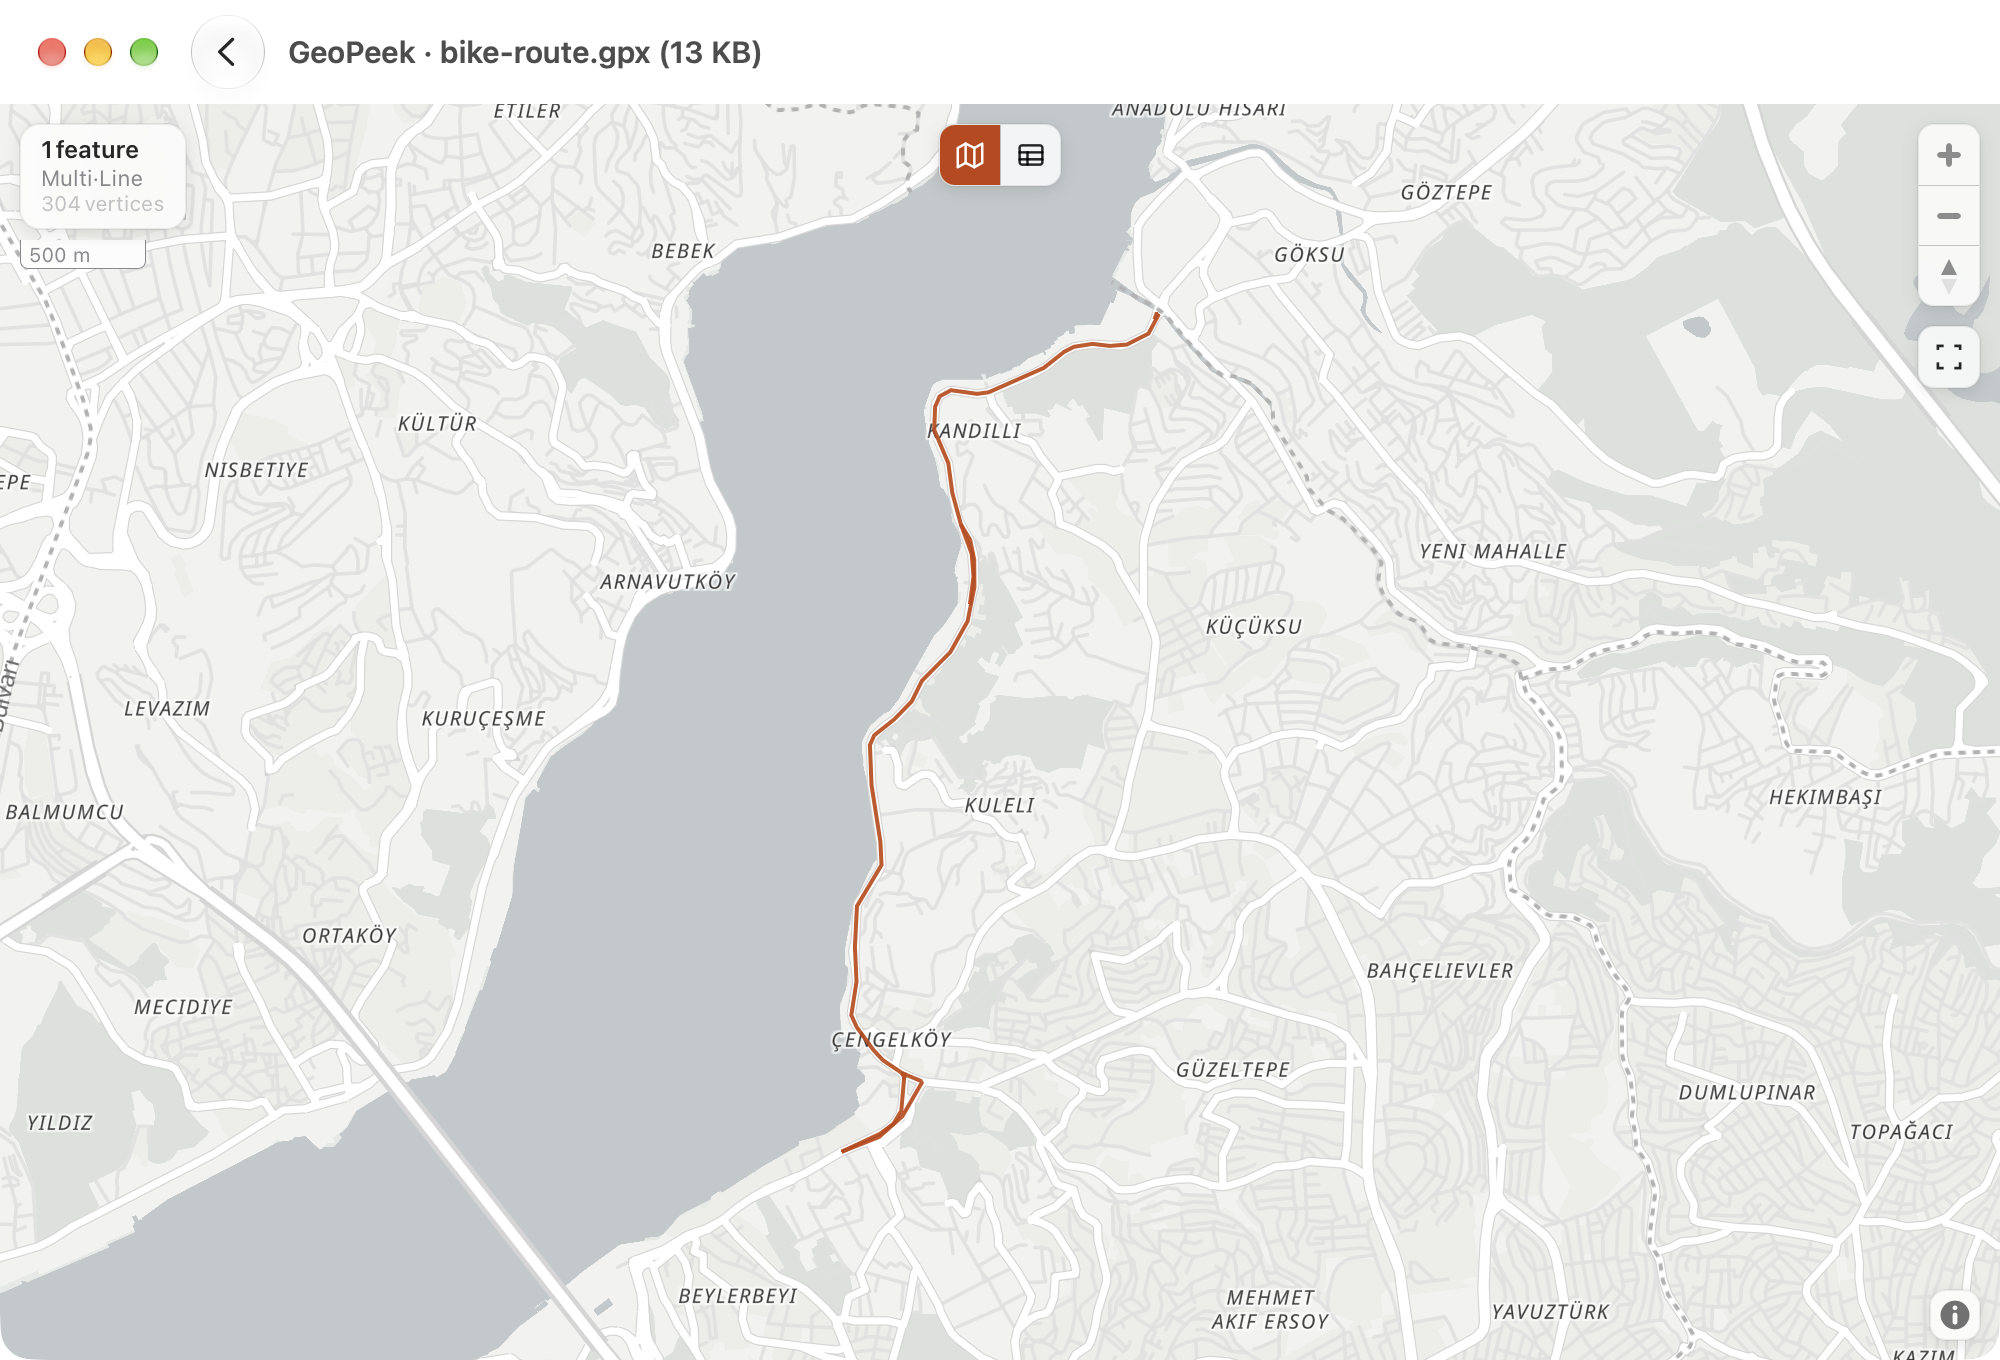 GeoPeek · bike-route.gpx (13 KB)
1 feature
Multi·Line
304 vertices
500 m
ETILER
ANADOLU HISARI
GÖZTEPE
BEBEK
GÖKSU
KÜLTÜR
KANDILLI
NISBETIYE
EPE
YENI MAHALLE
ARNAVUTKÖY
KÜÇÜKSU
Bulvarı
LEVAZIM
KURUÇEŞME
HEKIMBAŞI
KULELI
BALMUMCU
ORTAKÖY
BAHÇELIEVLER
MECIDIYE
ÇENGELKÖY
GÜZELTEPE
DUMLUPINAR
YILDIZ
TOPAĞACI
BEYLERBEYI
MEHMET
AKIF ERSOY
YAVUZTÜRK
KAZIM